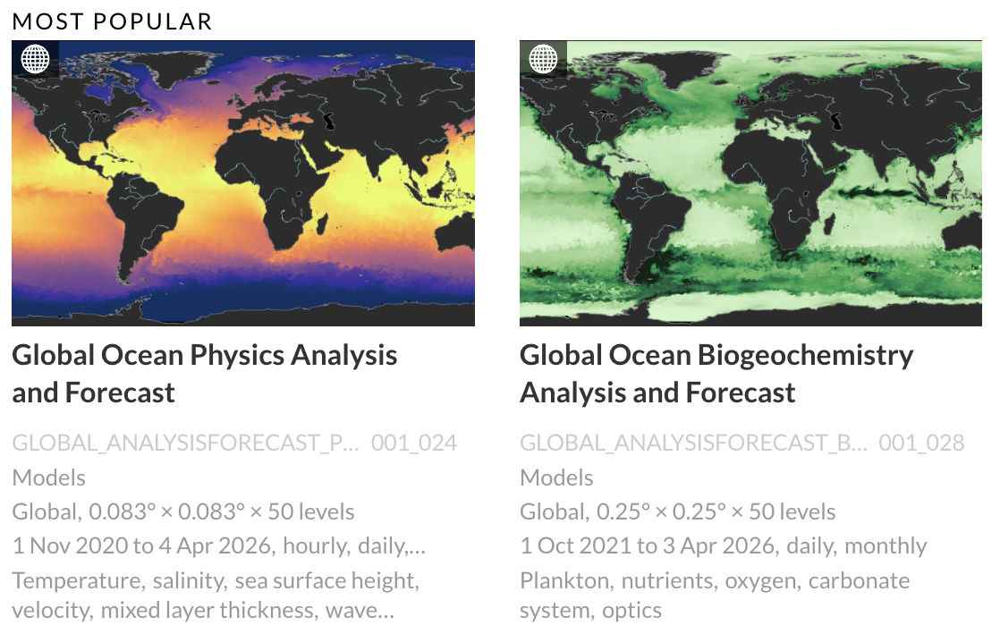 MOST POPULAR
Global Ocean Physics Analysis
and Forecast
GLOBAL_ANALYSISFORECAST_P... 001_024
Models
Global, 0.083° × 0.083° × 50 levels
1 Nov 2020 to 4 Apr 2026, hourly, daily,...
Temperature, salinity, sea surface height,
velocity, mixed layer thickness, wave...
Global Ocean Biogeochemistry
Analysis and Forecast
GLOBAL_ANALYSISFORECAST_B... 001_028
Models
Global, 0.25° × 0.25° × 50 levels
1 Oct 2021 to 3 Apr 2026, daily, monthly
Plankton, nutrients, oxygen, carbonate
system, optics